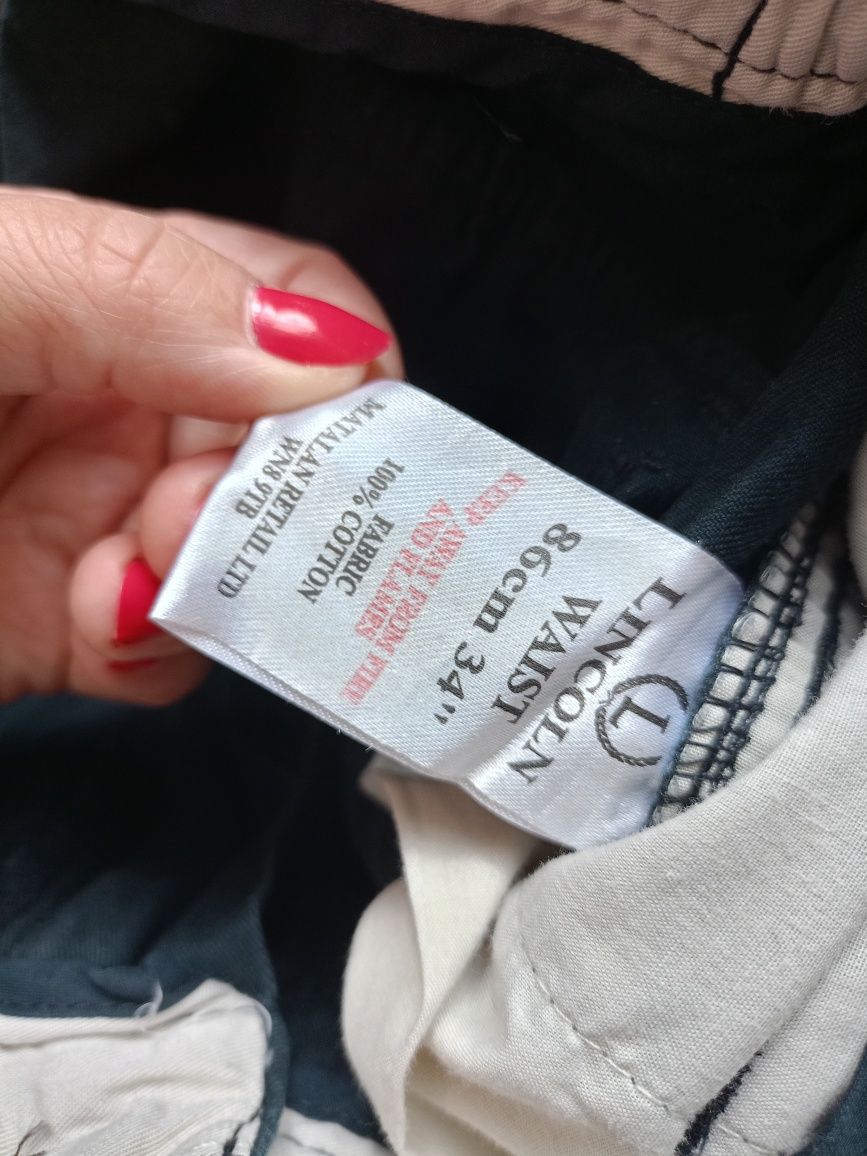 L
LINCOLN
WAIST
86cm 34"
KEEP AWAY FROM FIRE
AND FLAMES
FABRIC
100% COTTON
MATALAN RETAIL LTD
WN8 9TB